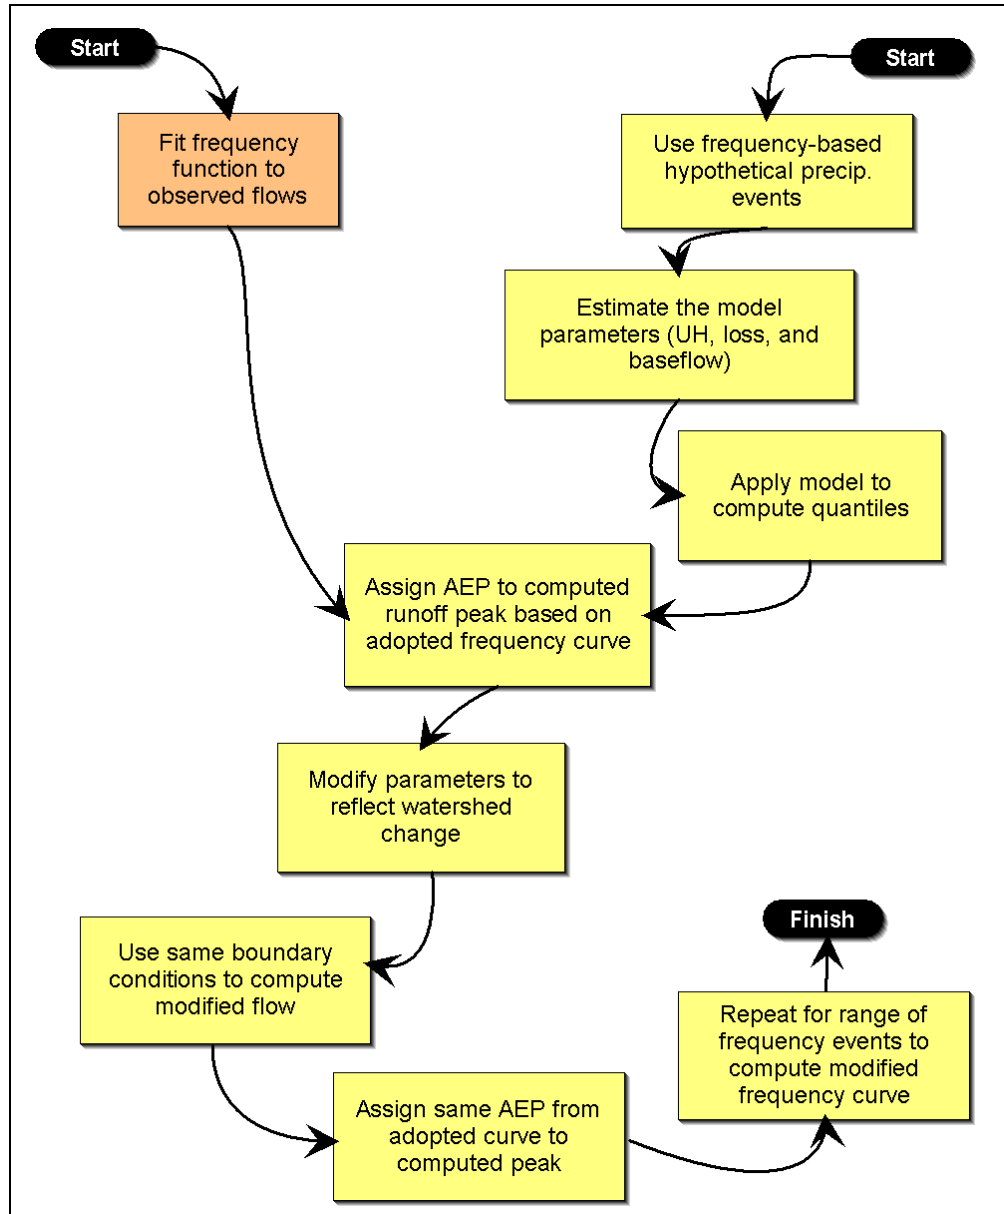 Start
Start
Fit frequency
function to
observed flows
Use frequency-based
hypothetical precip.
events
Estimate the model
parameters (UH, loss, and
baseflow)
Apply model to
compute quantiles
Assign AEP to computed
runoff peak based on
adopted frequency curve
Modify parameters to
reflect watershed
change
Use same boundary
conditions to compute
modified flow
Assign same AEP from
adopted curve to
computed peak
Repeat for range of
frequency events to
compute modified
frequency curve
Finish